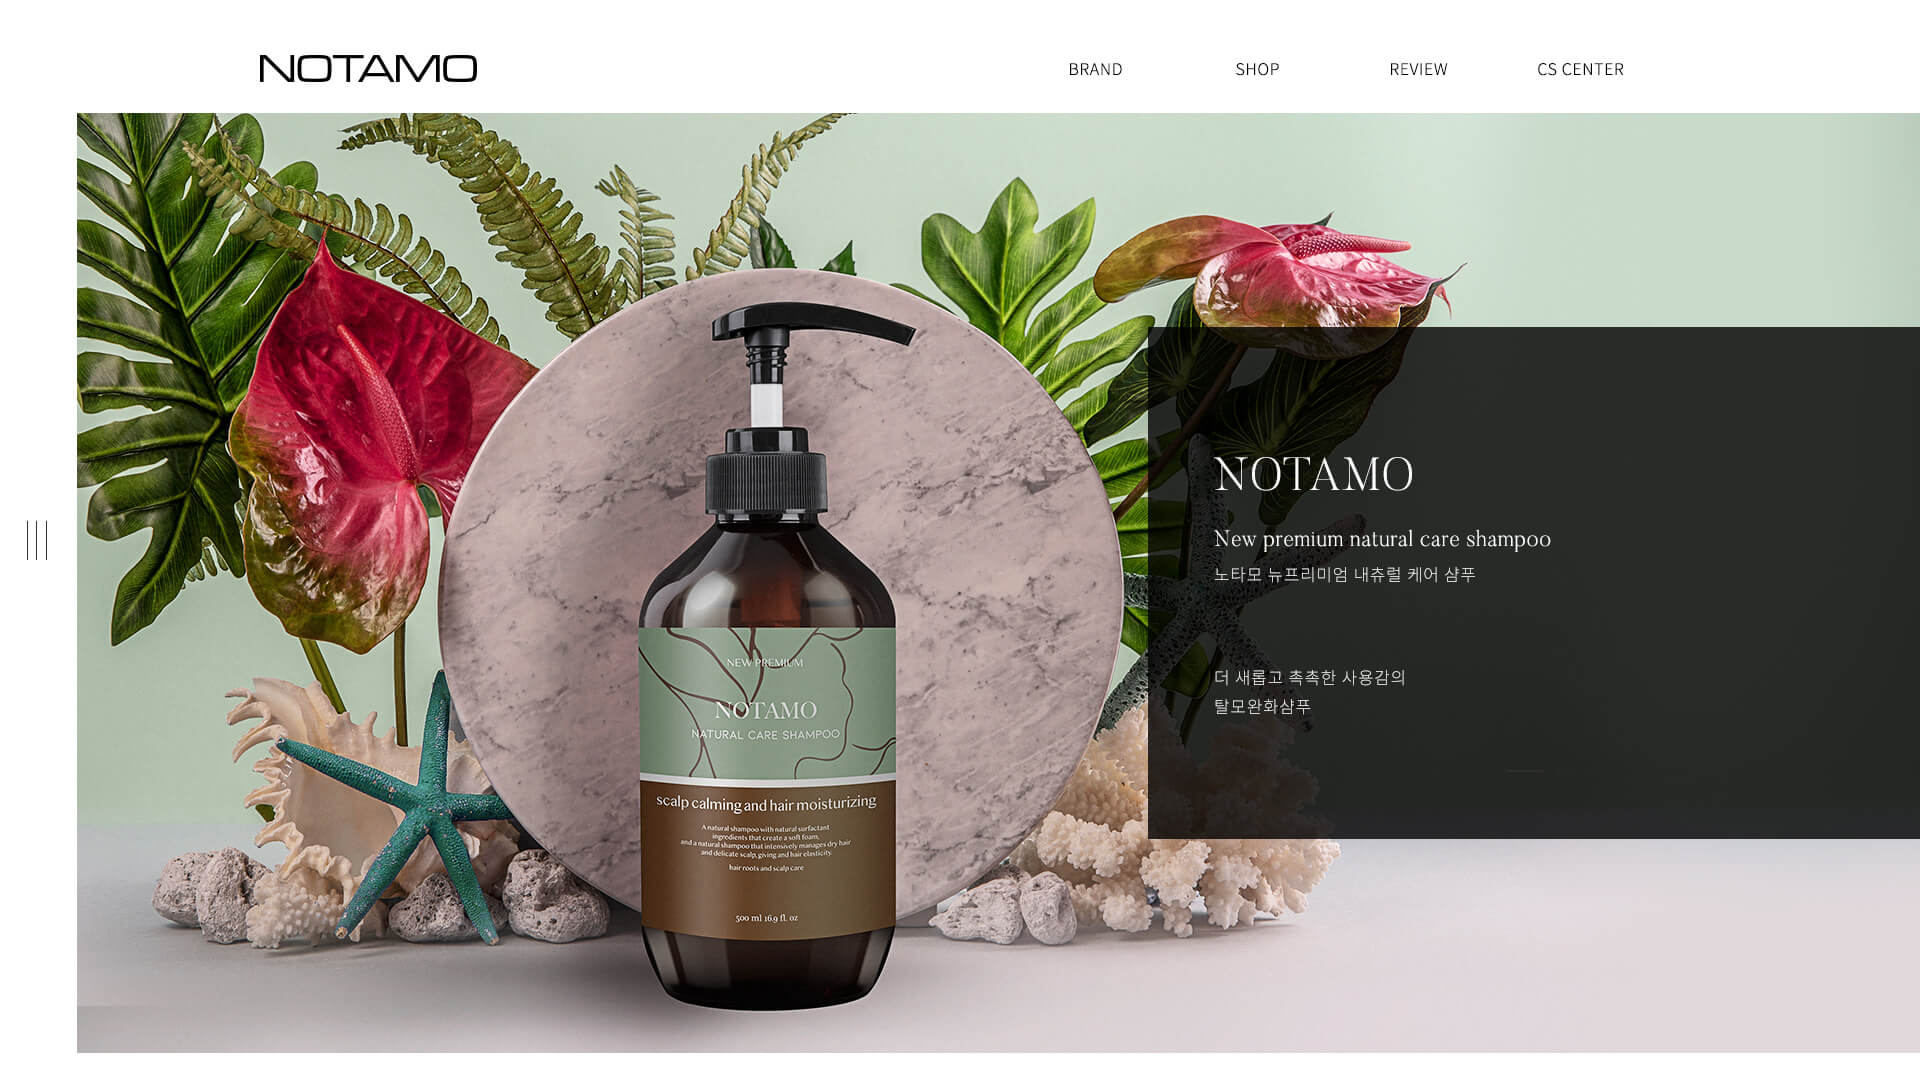 NOTAMO
BRAND
SHOP
REVIEW
CS CENTER
NEW PREMIUM
NOTAMO
NATURAL CARE SHAMPOO
scalp calming and hair moisturizing
A natural shampoo with natural surfactant
ingredients that create a soft foam,
and a natural shampoo that intensively manages dry hair
and delicate scalp, giving and hair elasticity.
hair roots and scalp care
500 ml 16.9 fl. oz
NOTAMO
New premium natural care shampoo
노타모 뉴프리미엄 내츄럴 케어 샴푸
더 새롭고 촉촉한 사용감의
탈모완화샴푸